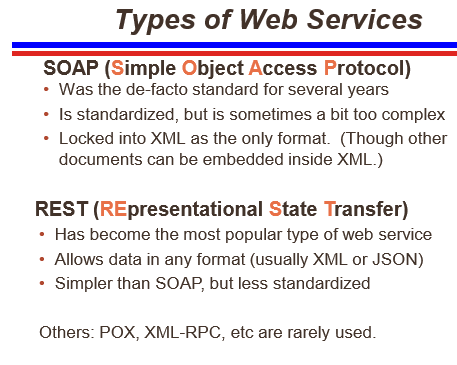 Types of Web Services
SOAP (Simple Object Access Protocol)
• Was the de-facto standard for several years
• Is standardized, but is sometimes a bit too complex
• Locked into XML as the only format.  (Though other
documents can be embedded inside XML.)
REST (REpresentational State Transfer)
• Has become the most popular type of web service
• Allows data in any format (usually XML or JSON)
• Simpler than SOAP, but less standardized
Others: POX, XML-RPC, etc are rarely used.